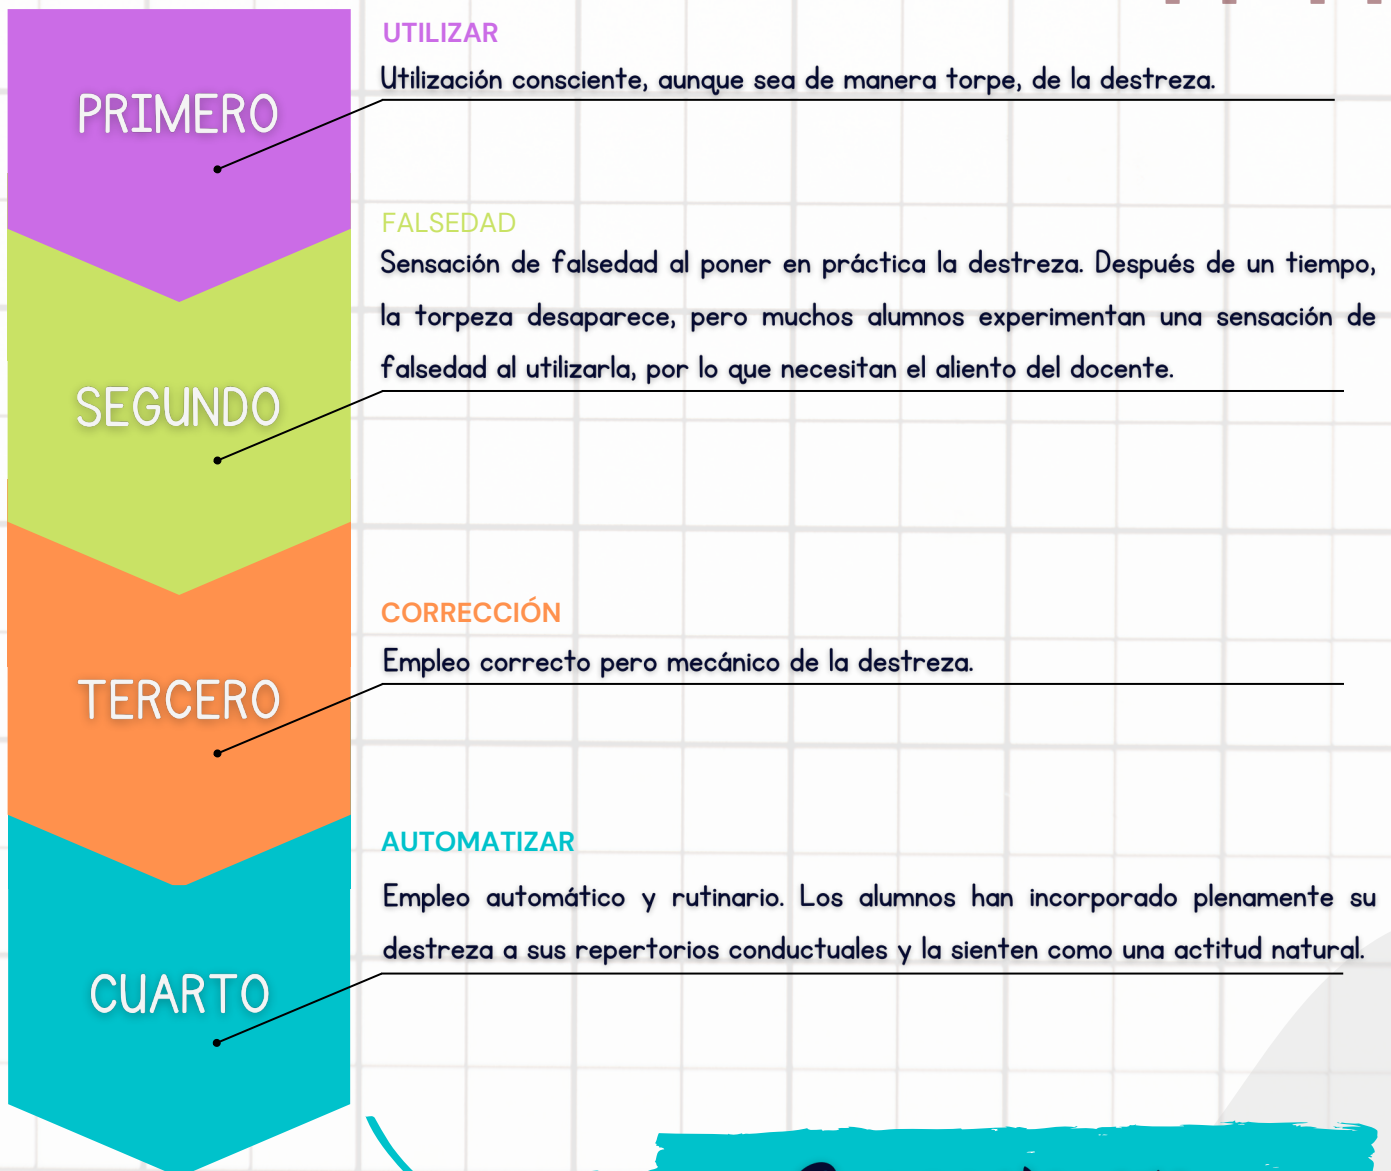 PRIMERO
UTILIZAR
Utilización consciente, aunque sea de manera torpe, de la destreza.
SEGUNDO
FALSEDAD
Sensación de falsedad al poner en práctica la destreza. Después de un tiempo,
la torpeza desaparece, pero muchos alumnos experimentan una sensación de
falsedad al utilizarla, por lo que necesitan el aliento del docente.
TERCERO
CORRECCIÓN
Empleo correcto pero mecánico de la destreza.
CUARTO
AUTOMATIZAR
Empleo automático y rutinario. Los alumnos han incorporado plenamente su
destreza a sus repertorios conductuales y la sienten como una actitud natural.